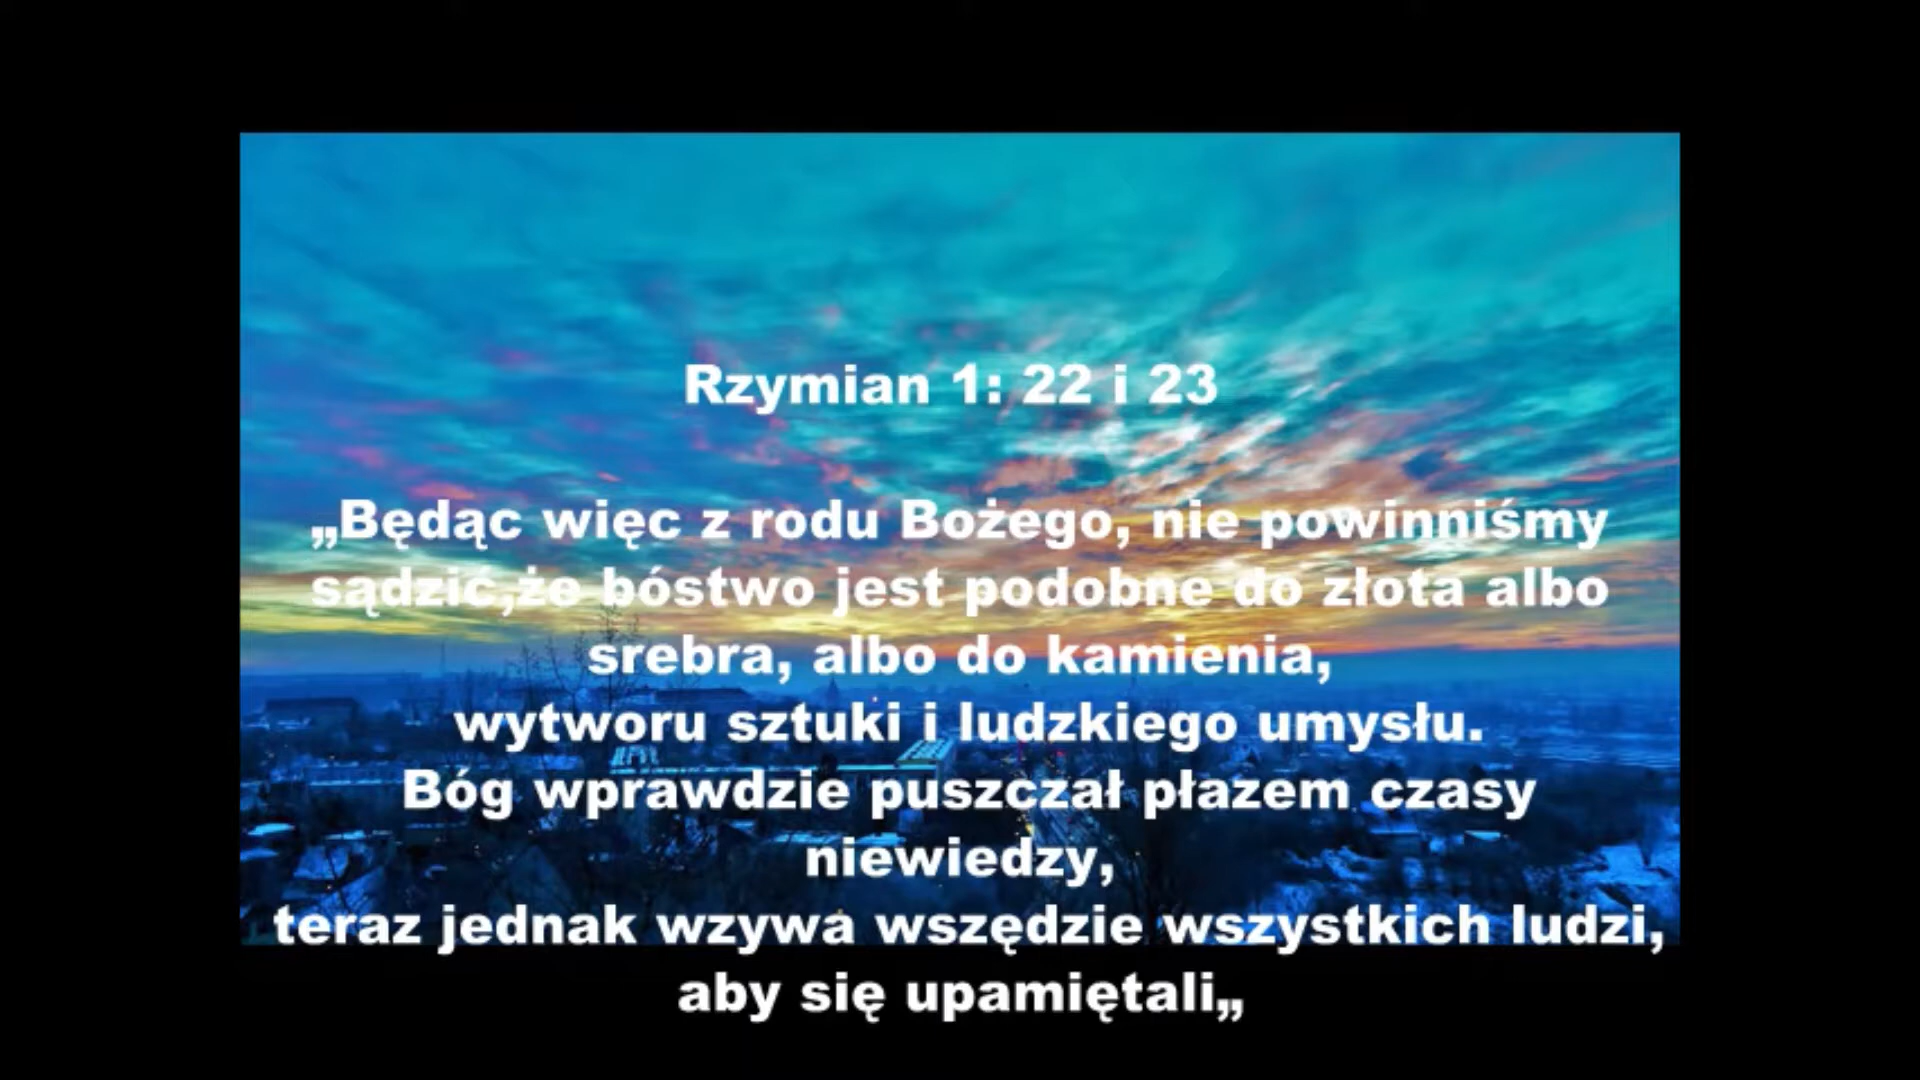 Rzymian 1: 22 i 23
„Będąc więc z rodu Bożego, nie powinniśmy
sądzić,że bóstwo jest podobne do złota albo
srebra, albo do kamienia,
wytworu sztuki i ludzkiego umysłu.
Bóg wprawdzie puszczał płazem czasy
niewiedzy,
teraz jednak wzywa wszędzie wszystkich ludzi,
aby się upamiętali„